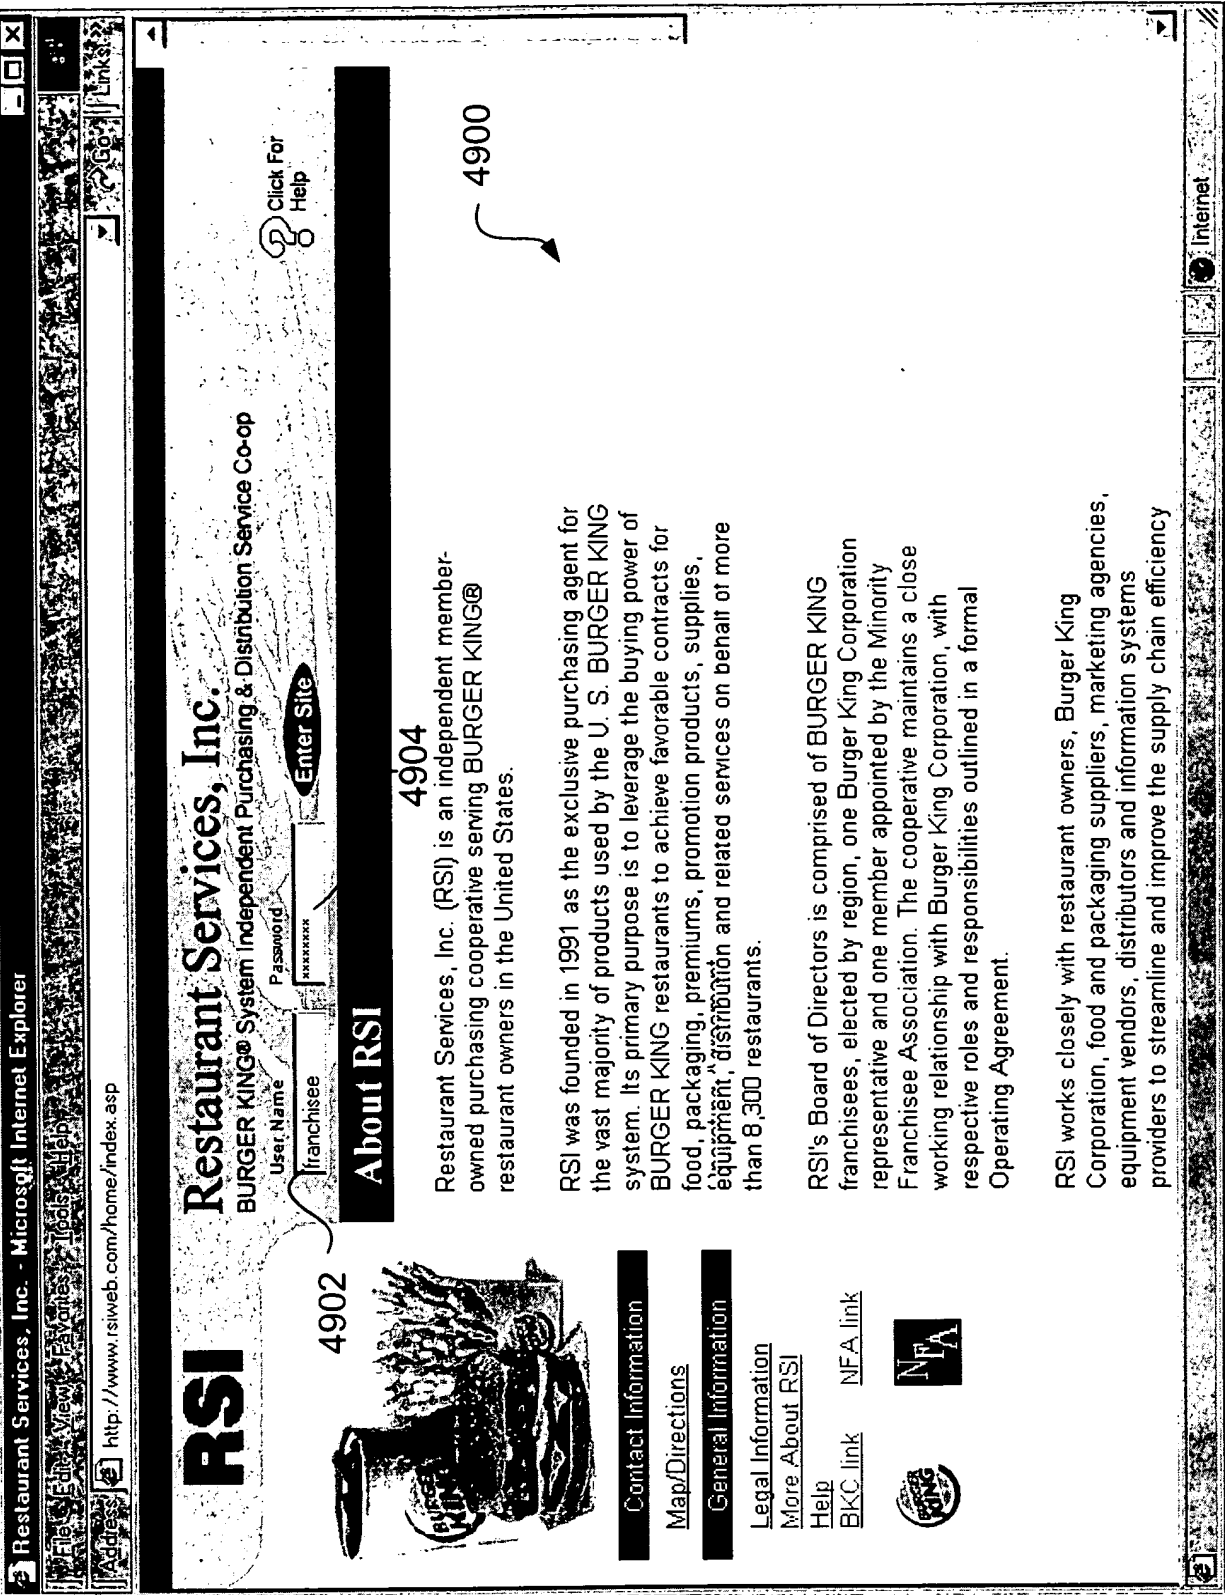 Restaurant Services, Inc. - Microsoft Internet Explorer
File Edit View Favorites Tools Help
Address http://www.rsiweb.com/home/index.asp Go Links »
RSI
Restaurant Services, Inc.
BURGER KING® System Independent Purchasing & Distribution Service Co-op
User Name Password
franchisee xxxxxxxx Enter Site
Click For
Help
About RSI
4902
4904
4900
Restaurant Services, Inc. (RSI) is an independent member-
owned purchasing cooperative serving BURGER KING®
restaurant owners in the United States.
RSI was founded in 1991 as the exclusive purchasing agent for
the vast majority of products used by the U. S. BURGER KING
system. Its primary purpose is to leverage the buying power of
BURGER KING restaurants to achieve favorable contracts for
food, packaging, premiums, promotion products, supplies,
equipment, distribution and related services on behalf of more
than 8,300 restaurants.
RSI's Board of Directors is comprised of BURGER KING
franchisees, elected by region, one Burger King Corporation
representative and one member appointed by the Minority
Franchisee Association. The cooperative maintains a close
working relationship with Burger King Corporation, with
respective roles and responsibilities outlined in a formal
Operating Agreement.
RSI works closely with restaurant owners, Burger King
Corporation, food and packaging suppliers, marketing agencies,
equipment vendors, distributors and information systems
providers to streamline and improve the supply chain efficiency
BURGER
KING
Contact Information
Map/Directions
General Information
Legal Information
More About RSI
Help
BKC link NFA link
BURGER
KING
NFA
Internet